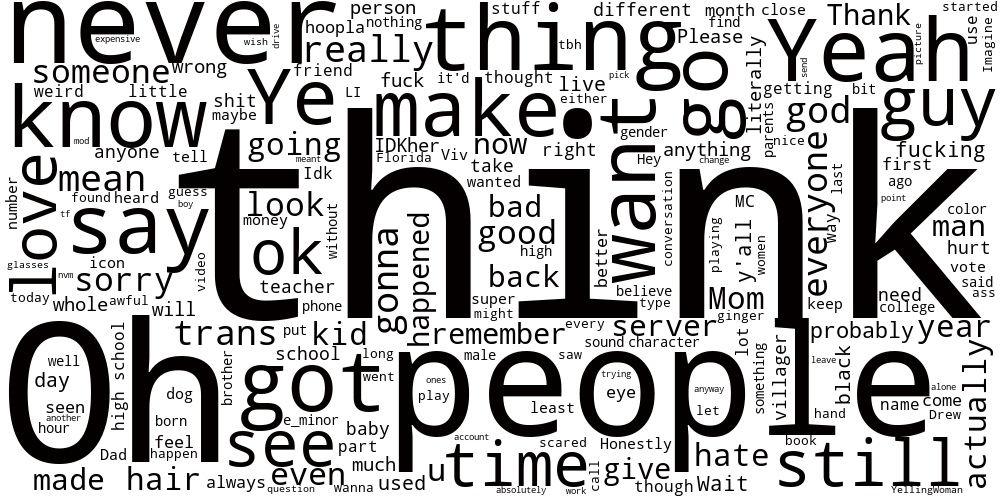 never
expensive
wish
drive
hoopla
person
nothing
really
thing
stuff
tbh
different
month
close
find
Please
Thank
started
use
Imagine
picture
Yeah
send
someone
wrong
weird
little
friend
fuck
it'd
thought
live
pick
either
go
literally
getting
bit
god
guy
know
mod
shit
maybe
Ye
LI
make
gender
parents
nice
anyone
tell
going
meant
Idk
IDKher
Florida
Viv
now
take
wanted
right
want
Hey
anything
change
everyone
last
way
fucking
first
ago
point
number
love
mean
found
heard
guess
boy
tf
say
look
money
ok
without
think
bad
good
high
back
better
conversation
playing
MC
y'all
women
color
man
hurt
vote
said
ass
glasses
nvm
icon
sorry
video
today
whole
awful
will
teacher
phone
gonna
happened
super
might
believe
type
Mom
ginger
keep
need
college
Oh
trans
put
kid
remember
every
server
sound
character
lot
something
villager
probably
year
well
day
seen
another
hour
high school
dog
born
feel
happen
brother
school
got
long
went
male
saw
people
ones
play
trying
eye
least
anyway
let
leave
black
hand
name
alone
come
Drew
actually
e_minor
see
baby
part
account
scared
Honestly
book
still
Dad
made
hair
always
even
question
much
wanna
used
u
time
absolutely
work
call
give
though
hate
Wait
YellingWoman